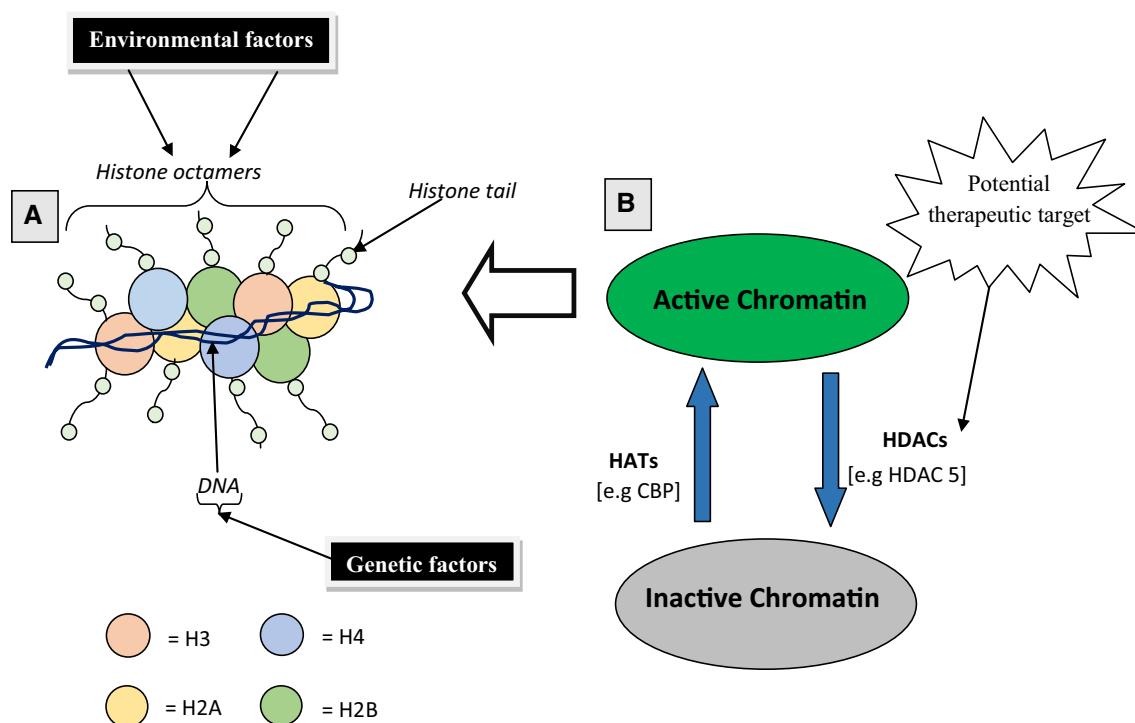 Environmental factors
Histone octamers
Histone tail
A
DNA
Genetic factors
= H3
= H4
= H2A
= H2B
B
Potential
therapeutic target
Active Chromatin
HATs
[e.g CBP]
HDACs
[e.g HDAC 5]
Inactive Chromatin